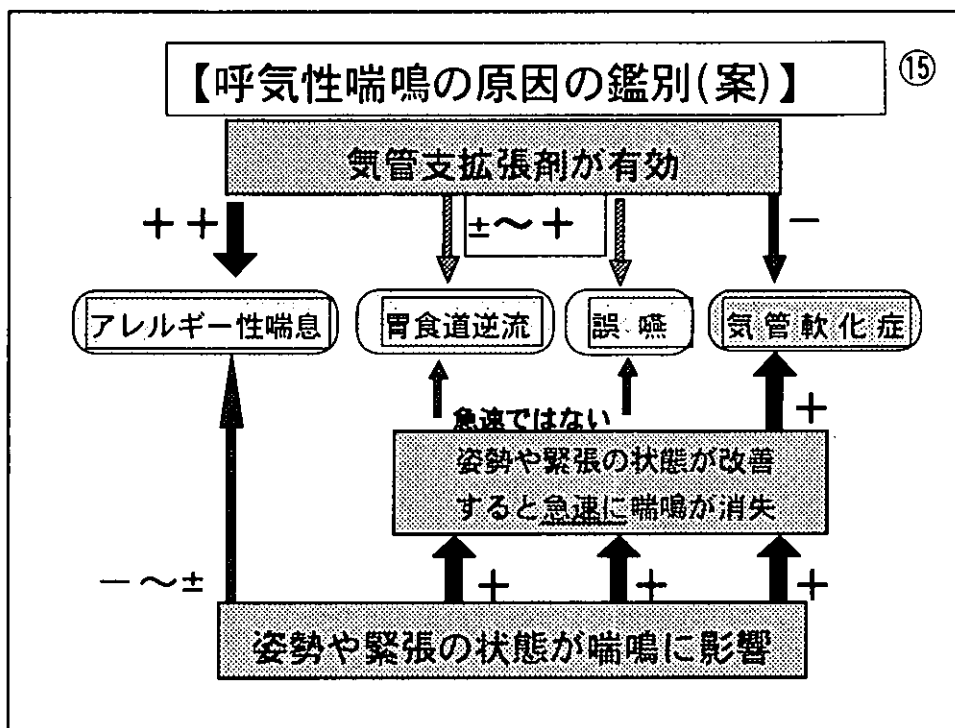 【呼気性喘鳴の原因の鑑別(案)】
⑮
気管支拡張剤が有効
++
±～+
−
アレルギー性喘息
胃食道逆流
誤嚥
気管軟化症
急速ではない
+
姿勢や緊張の状態が改善
すると急速に喘鳴が消失
−～±
+
+
+
姿勢や緊張の状態が喘鳴に影響